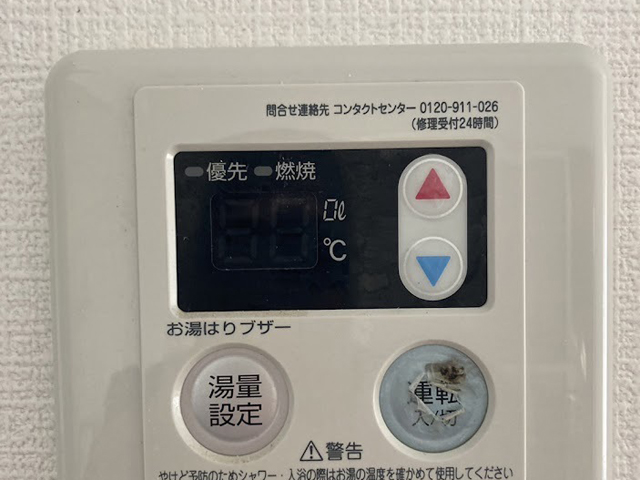 問合せ連絡先 コンタクトセンター 0120-911-026
(修理受付24時間)
優先 燃焼
0ℓ
℃
お湯はりブザー
湯量
設定
運転
入/切
⚠警告
やけど予防のためシャワー・入浴の際はお湯の温度を確かめて使用してください